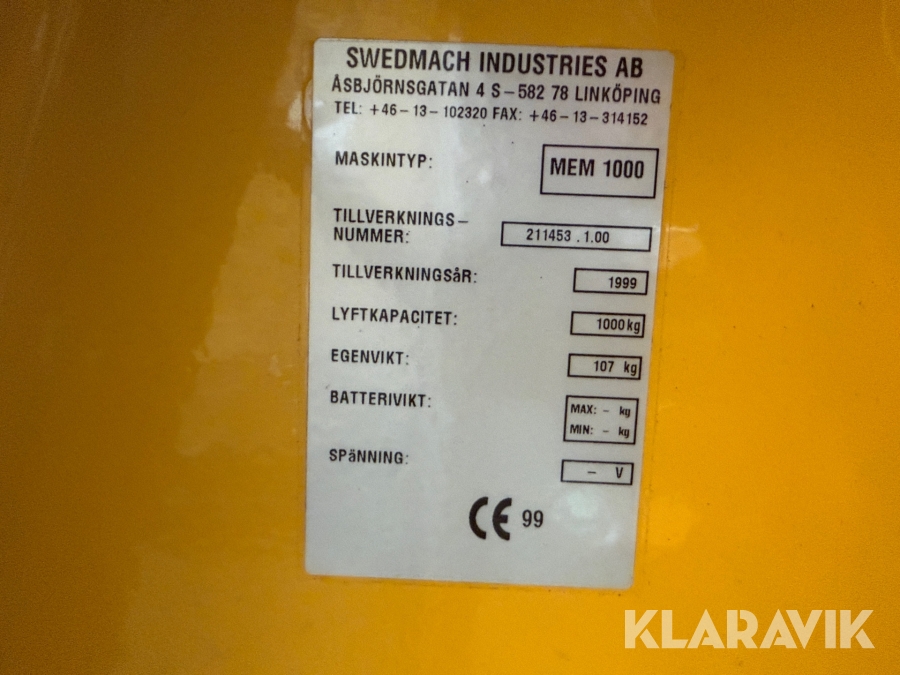 SWEDMACH INDUSTRIES AB
ÅSBJÖRNSGATAN 4 S-582 78 LINKÖPING
TEL: +46-13-102320 FAX: +46-13-314152
MASKINTYP: MEM 1000
TILLVERKNINGS-
NUMMER: 211453.1.00
TILLVERKNINGSåR: 1999
LYFTKAPACITET: 1000kg
EGENVIKT: 107 kg
BATTERIVIKT: MAX: - kg
MIN: - kg
SPäNNING: - V
CE 99
KLARAVIK